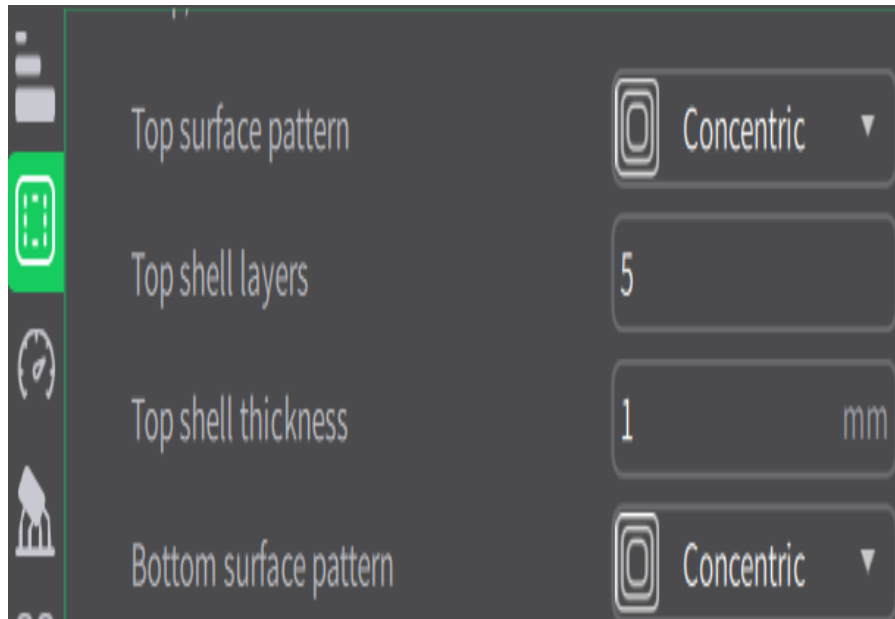 Top surface pattern Concentric
Top shell layers 5
Top shell thickness 1 mm
Bottom surface pattern Concentric